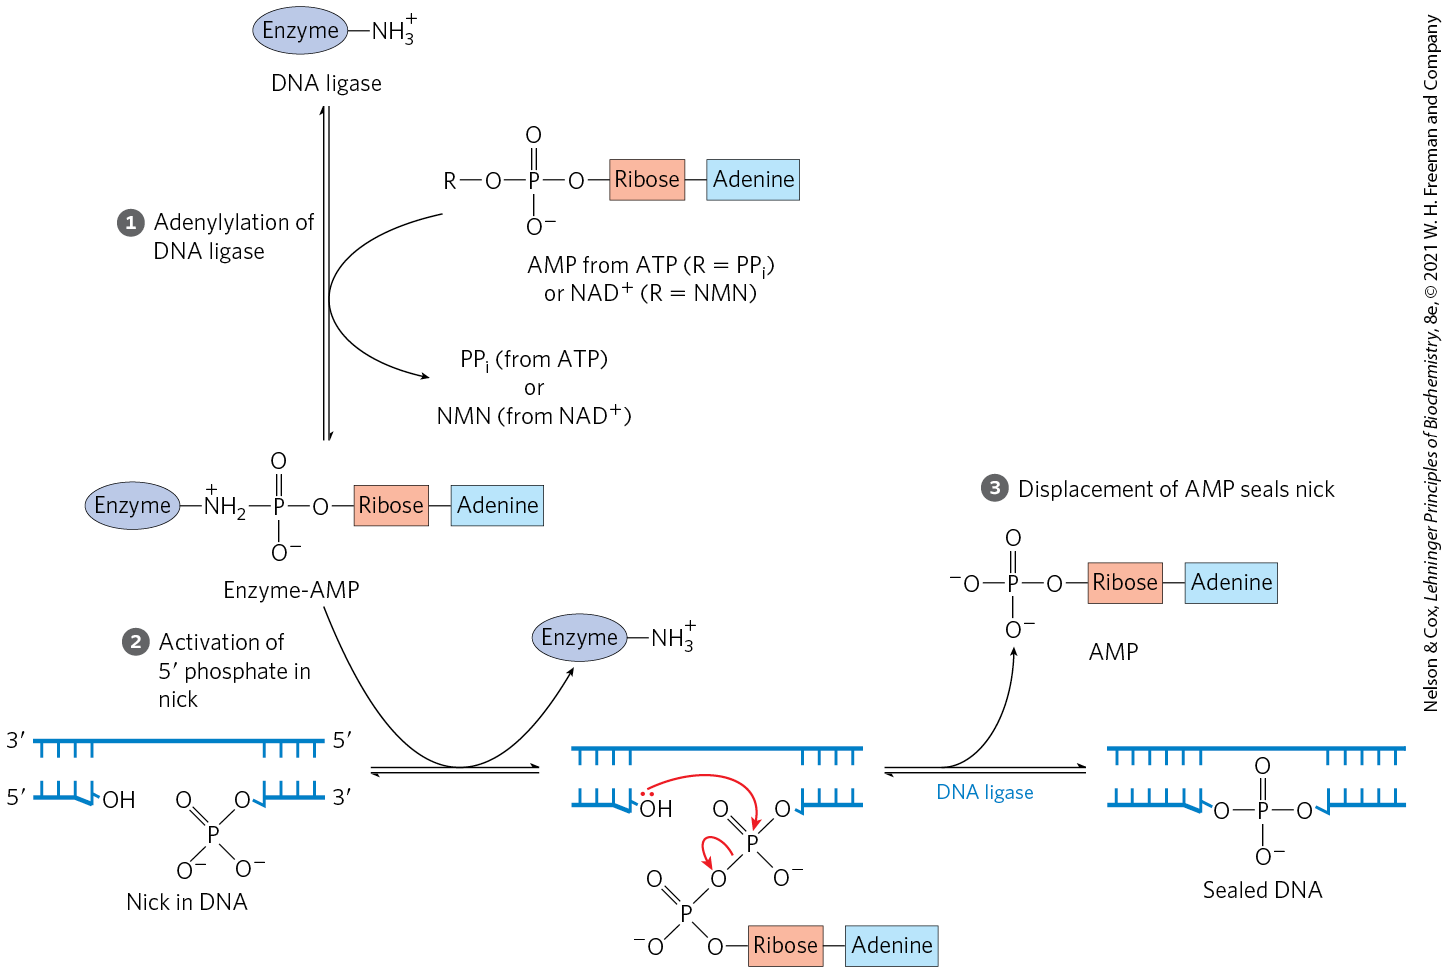 Enzyme—NH₃⁺
DNA ligase
1 Adenylylation of
DNA ligase
O
R—O—P—O—Ribose—Adenine
O⁻
AMP from ATP (R = PPᵢ)
or NAD⁺ (R = NMN)
PPᵢ (from ATP)
or
NMN (from NAD⁺)
O
Enzyme—N⁺H₂—P—O—Ribose—Adenine
O⁻
Enzyme-AMP
2 Activation of
5′ phosphate in
nick
Enzyme—NH₃⁺
3 Displacement of AMP seals nick
O
⁻O—P—O—Ribose—Adenine
O⁻
AMP
3′ 5′
5′ OH O O 3′
P
O⁻ O⁻
Nick in DNA
OH O O
P
O O O⁻
P
⁻O O—Ribose—Adenine
DNA ligase
O
O—P—O
O⁻
Sealed DNA
Nelson & Cox, Lehninger Principles of Biochemistry, 8e, © 2021 W. H. Freeman and Company